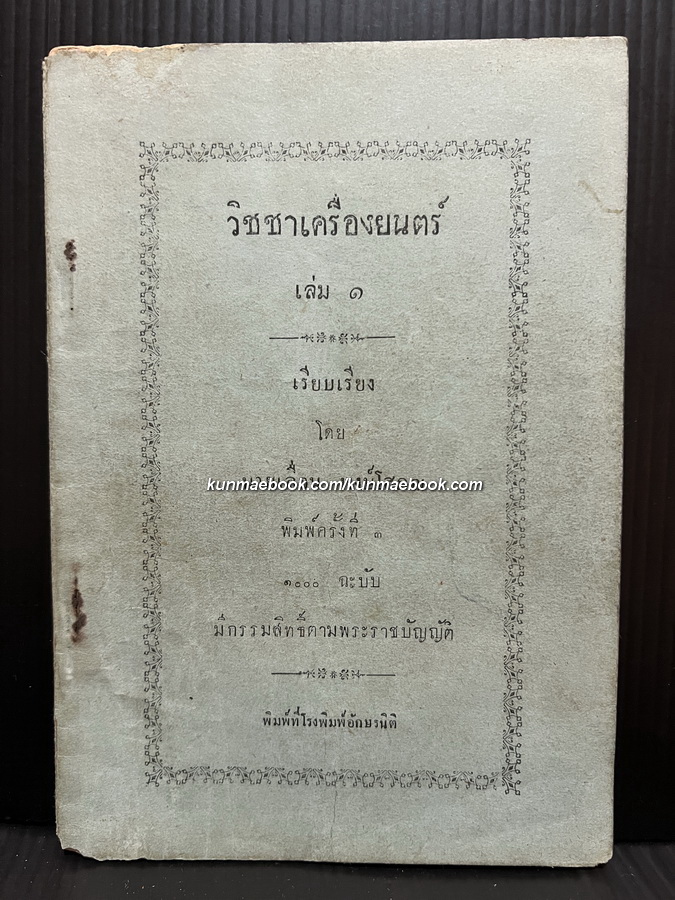 วิชชาเครื่องยนตร์
เล่ม ๑
เรียบเรียง
โดย
kunmaebook.com/kunmaebook.com
พิมพ์ครั้งที่ ๓
๑๐๐๐ ฉะบับ
มีกรรมสิทธิ์ตามพระราชบัญญัติ
พิมพ์ที่โรงพิมพ์อักษรนิติ